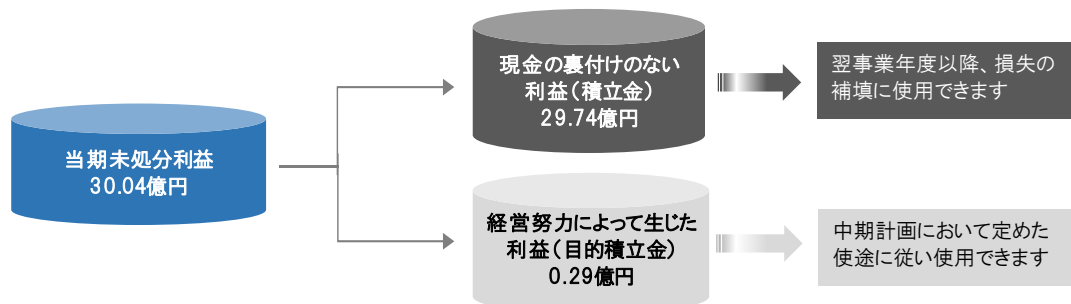 当期未処分利益
30.04億円
現金の裏付けのない
利益（積立金）
29.74億円
翌事業年度以降、損失の
補填に使用できます
経営努力によって生じた
利益（目的積立金）
0.29億円
中期計画において定めた
使途に従い使用できます